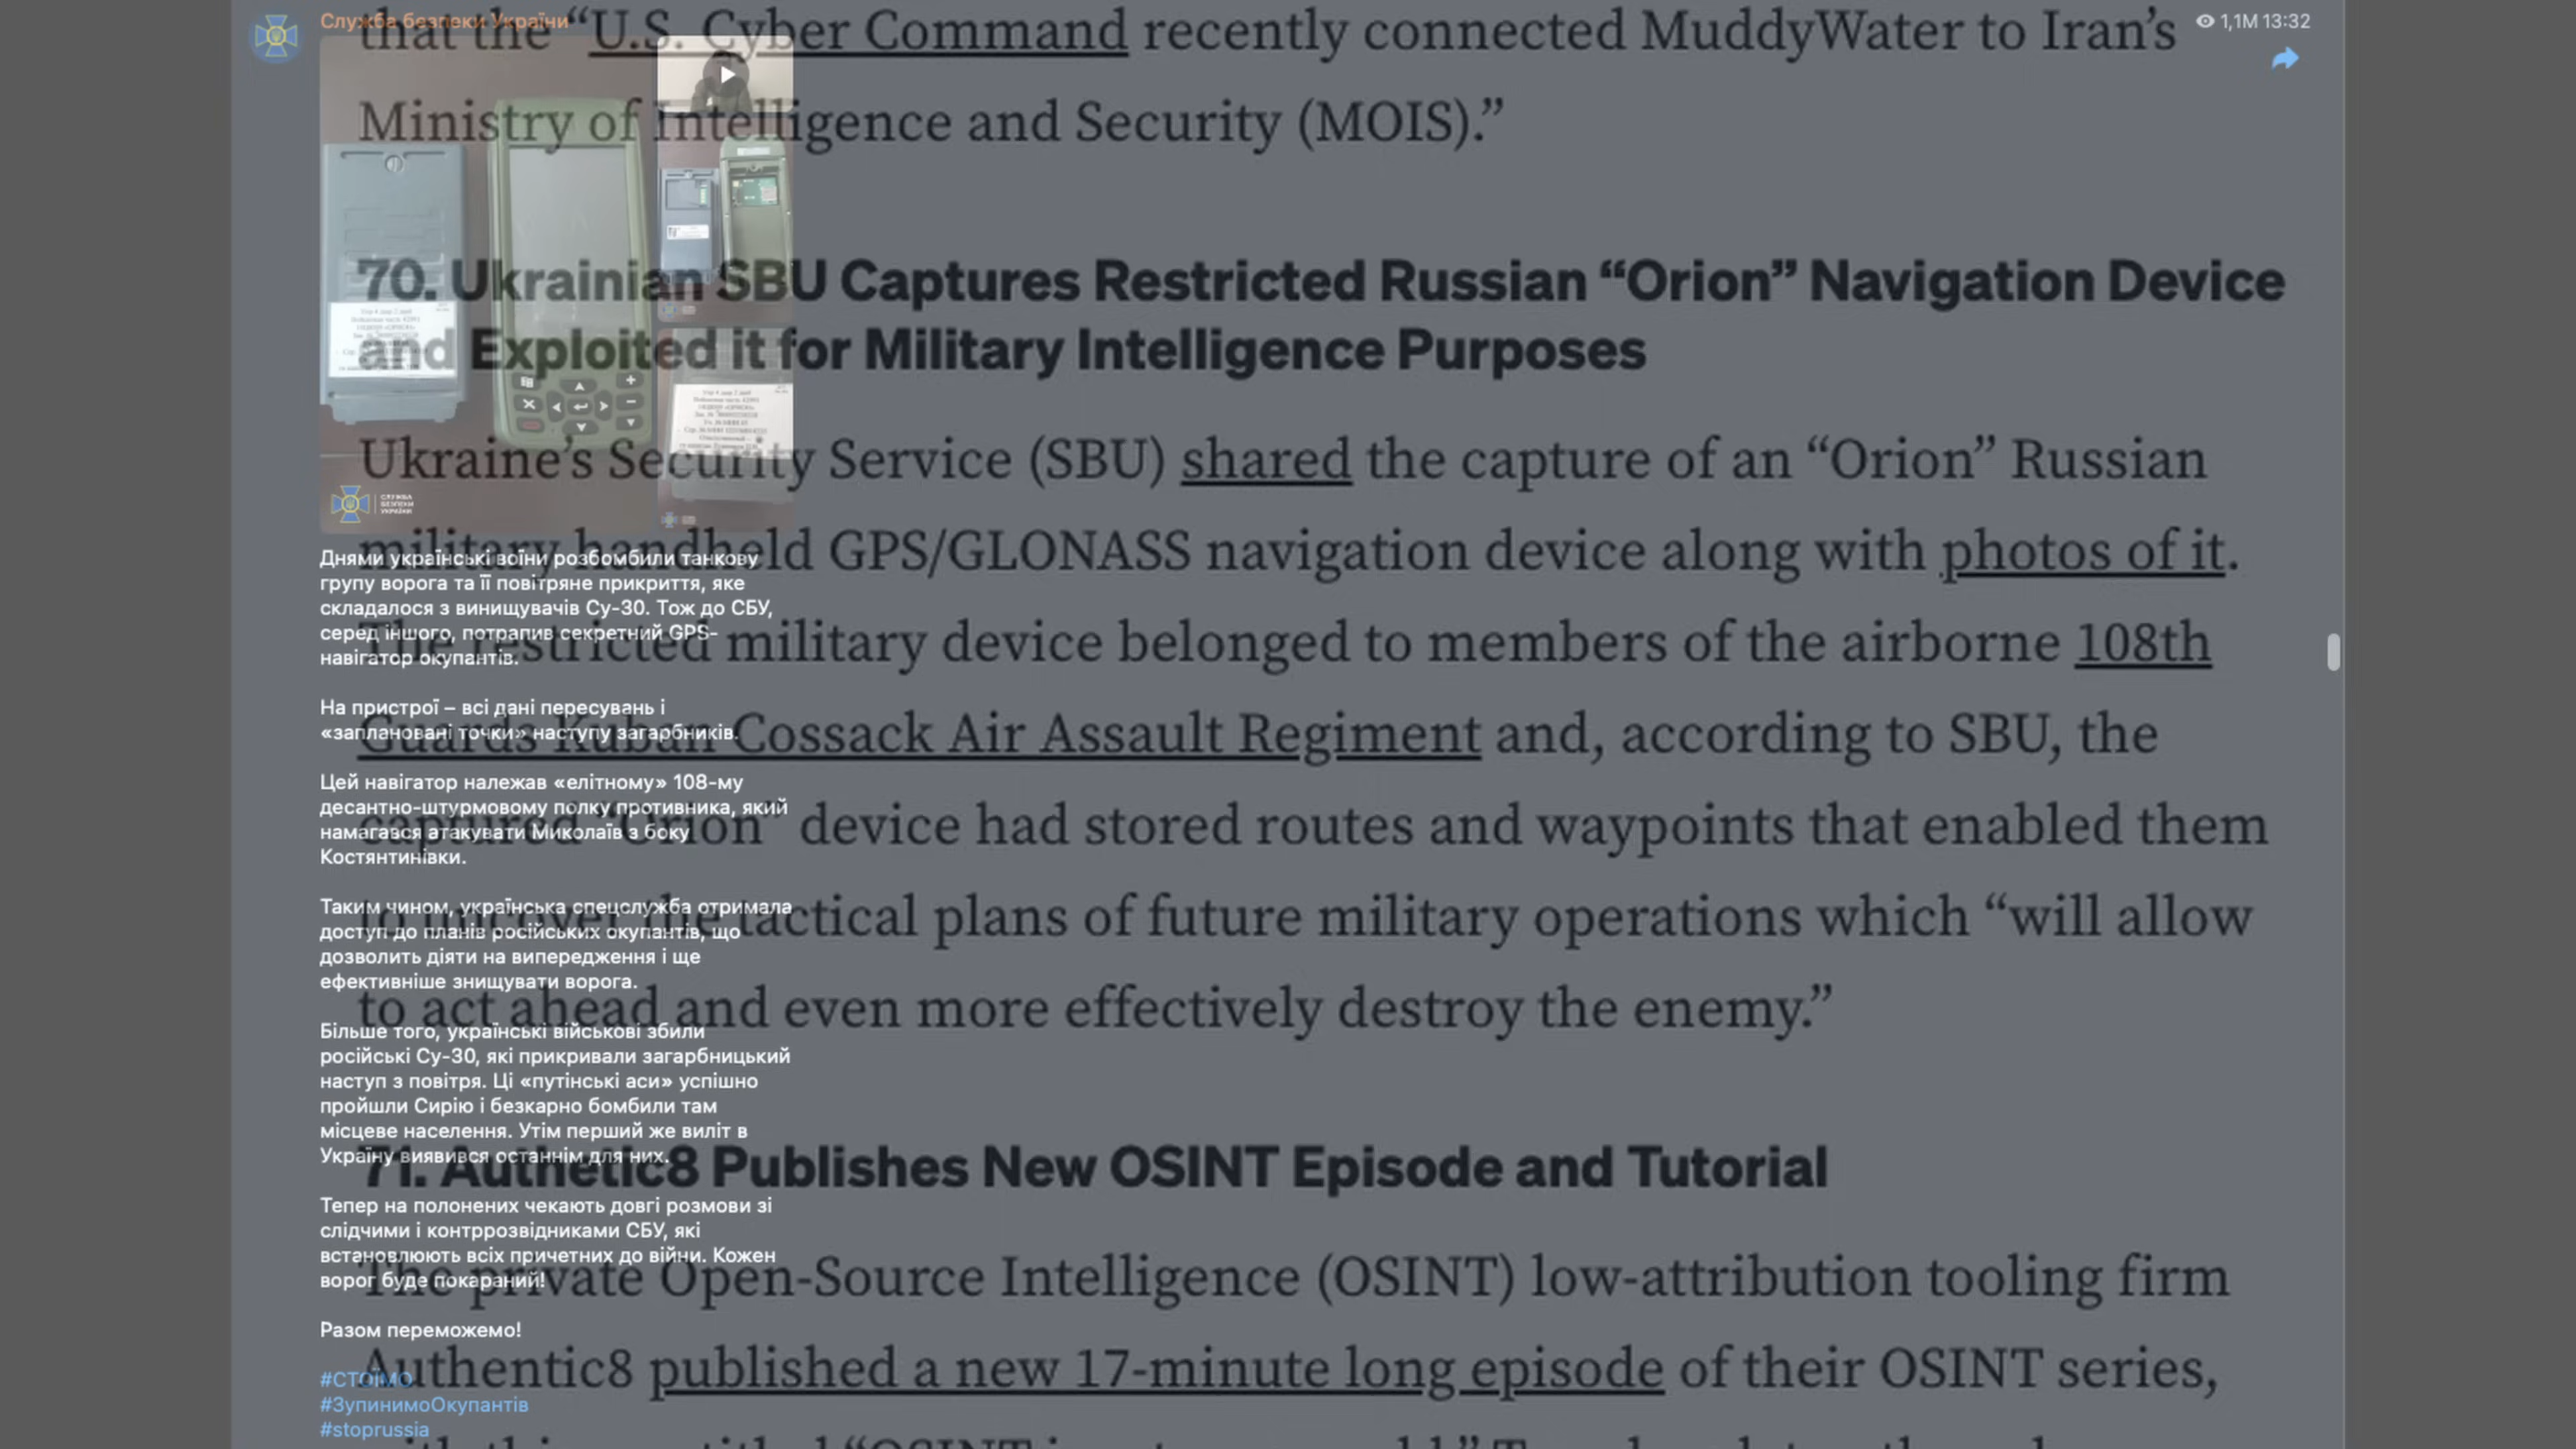 Служба безпеки України
1,1M 13:32
СЛУЖБА
БЕЗПЕКИ
УКРАЇНИ
Днями українські воїни розбомбили танкову
групу ворога та її повітряне прикриття, яке
складалося з винищувачів Су-30. Тож до СБУ,
серед іншого, потрапив секретний GPS-
навігатор окупантів.
На пристрої – всі дані пересувань і
«заплановані точки» наступу загарбників.
Цей навігатор належав «елітному» 108-му
десантно-штурмовому полку противника, який
намагався атакувати Миколаїв з боку
Костянтинівки.
Таким чином, українська спецслужба отримала
доступ до планів російських окупантів, що
дозволить діяти на випередження і ще
ефективніше знищувати ворога.
Більше того, українські військові збили
російські Су-30, які прикривали загарбницький
наступ з повітря. Ці «путінські аси» успішно
пройшли Сирію і безкарно бомбили там
місцеве населення. Утім перший же виліт в
Україну виявився останнім для них.
Тепер на полонених чекають довгі розмови зі
слідчими і контррозвідниками СБУ, які
встановлюють всіх причетних до війни. Кожен
ворог буде покараний!
Разом переможемо!
#СТОЇМО
#ЗупинимоОкупантів
#stoprussia
that the “U.S. Cyber Command recently connected MuddyWater to Iran’s
Ministry of Intelligence and Security (MOIS).”
70. Ukrainian SBU Captures Restricted Russian “Orion” Navigation Device
and Exploited it for Military Intelligence Purposes
Ukraine’s Security Service (SBU) shared the capture of an “Orion” Russian
military handheld GPS/GLONASS navigation device along with photos of it.
The restricted military device belonged to members of the airborne 108th
Guards Kuban Cossack Air Assault Regiment and, according to SBU, the
captured “Orion” device had stored routes and waypoints that enabled them
to uncover the tactical plans of future military operations which “will allow
to act ahead and even more effectively destroy the enemy.”
71. Authetic8 Publishes New OSINT Episode and Tutorial
The private Open-Source Intelligence (OSINT) low-attribution tooling firm
Authentic8 published a new 17-minute long episode of their OSINT series,